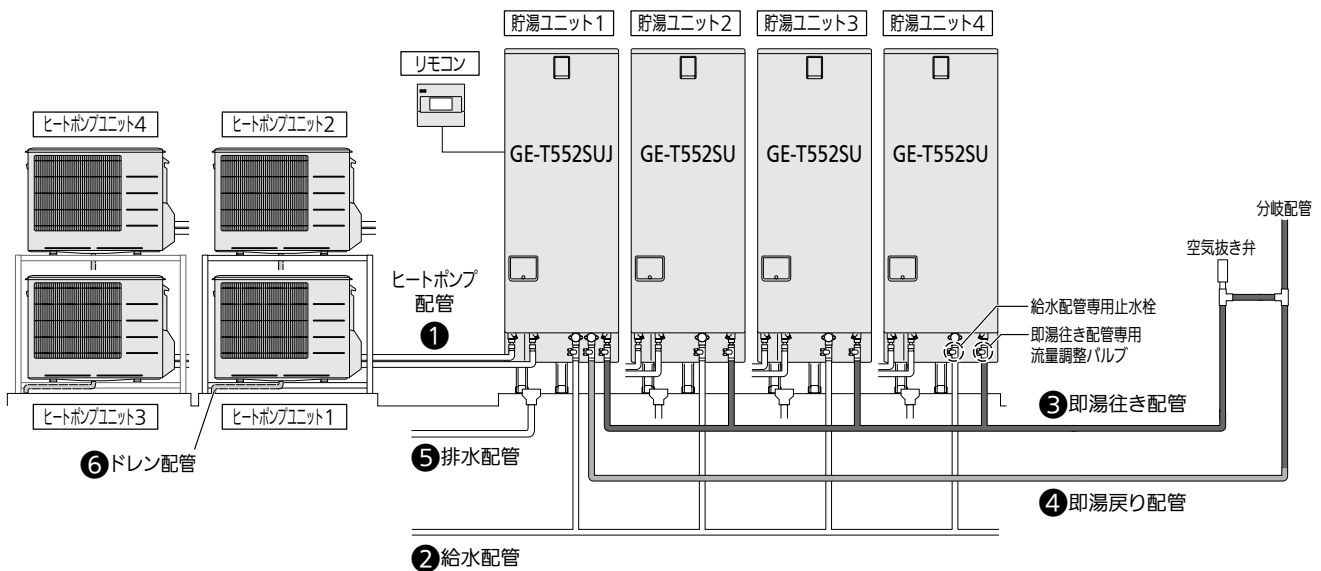 貯湯ユニット1
貯湯ユニット2
貯湯ユニット3
貯湯ユニット4
リモコン
ヒートポンプユニット4
ヒートポンプユニット2
GE-T552SUJ
GE-T552SU
GE-T552SU
GE-T552SU
分岐配管
空気抜き弁
ヒートポンプ
配管
❶
給水配管専用止水栓
即湯往き配管専用
流量調整バルブ
ヒートポンプユニット3
ヒートポンプユニット1
❸即湯往き配管
❻ドレン配管
❺排水配管
❹即湯戻り配管
❷給水配管